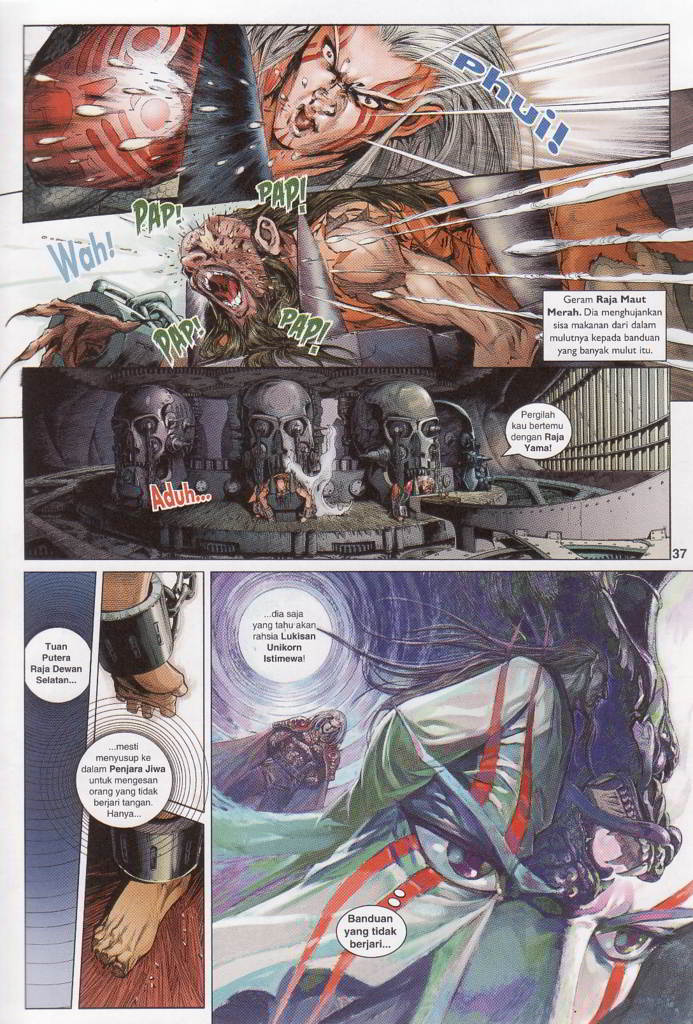 Phui!
PAP!
PAP!
Wah!
PAP!
PAP!
Geram Raja Maut
Merah. Dia menghujankan
sisa makanan dari dalam
mulutnya kepada banduan
yang banyak mulut itu.
Pergilah
kau bertemu
dengan Raja
Yama!
Aduh...
37
Tuan
Putera
Raja Dewan
Selatan...
...mesti
menyusup ke
dalam Penjara Jiwa
untuk mengesan
orang yang tidak
berjari tangan.
Hanya...
...dia saja
yang tahu akan
rahsia Lukisan
Unikorn
Istimewa!
Banduan
yang tidak
berjari...